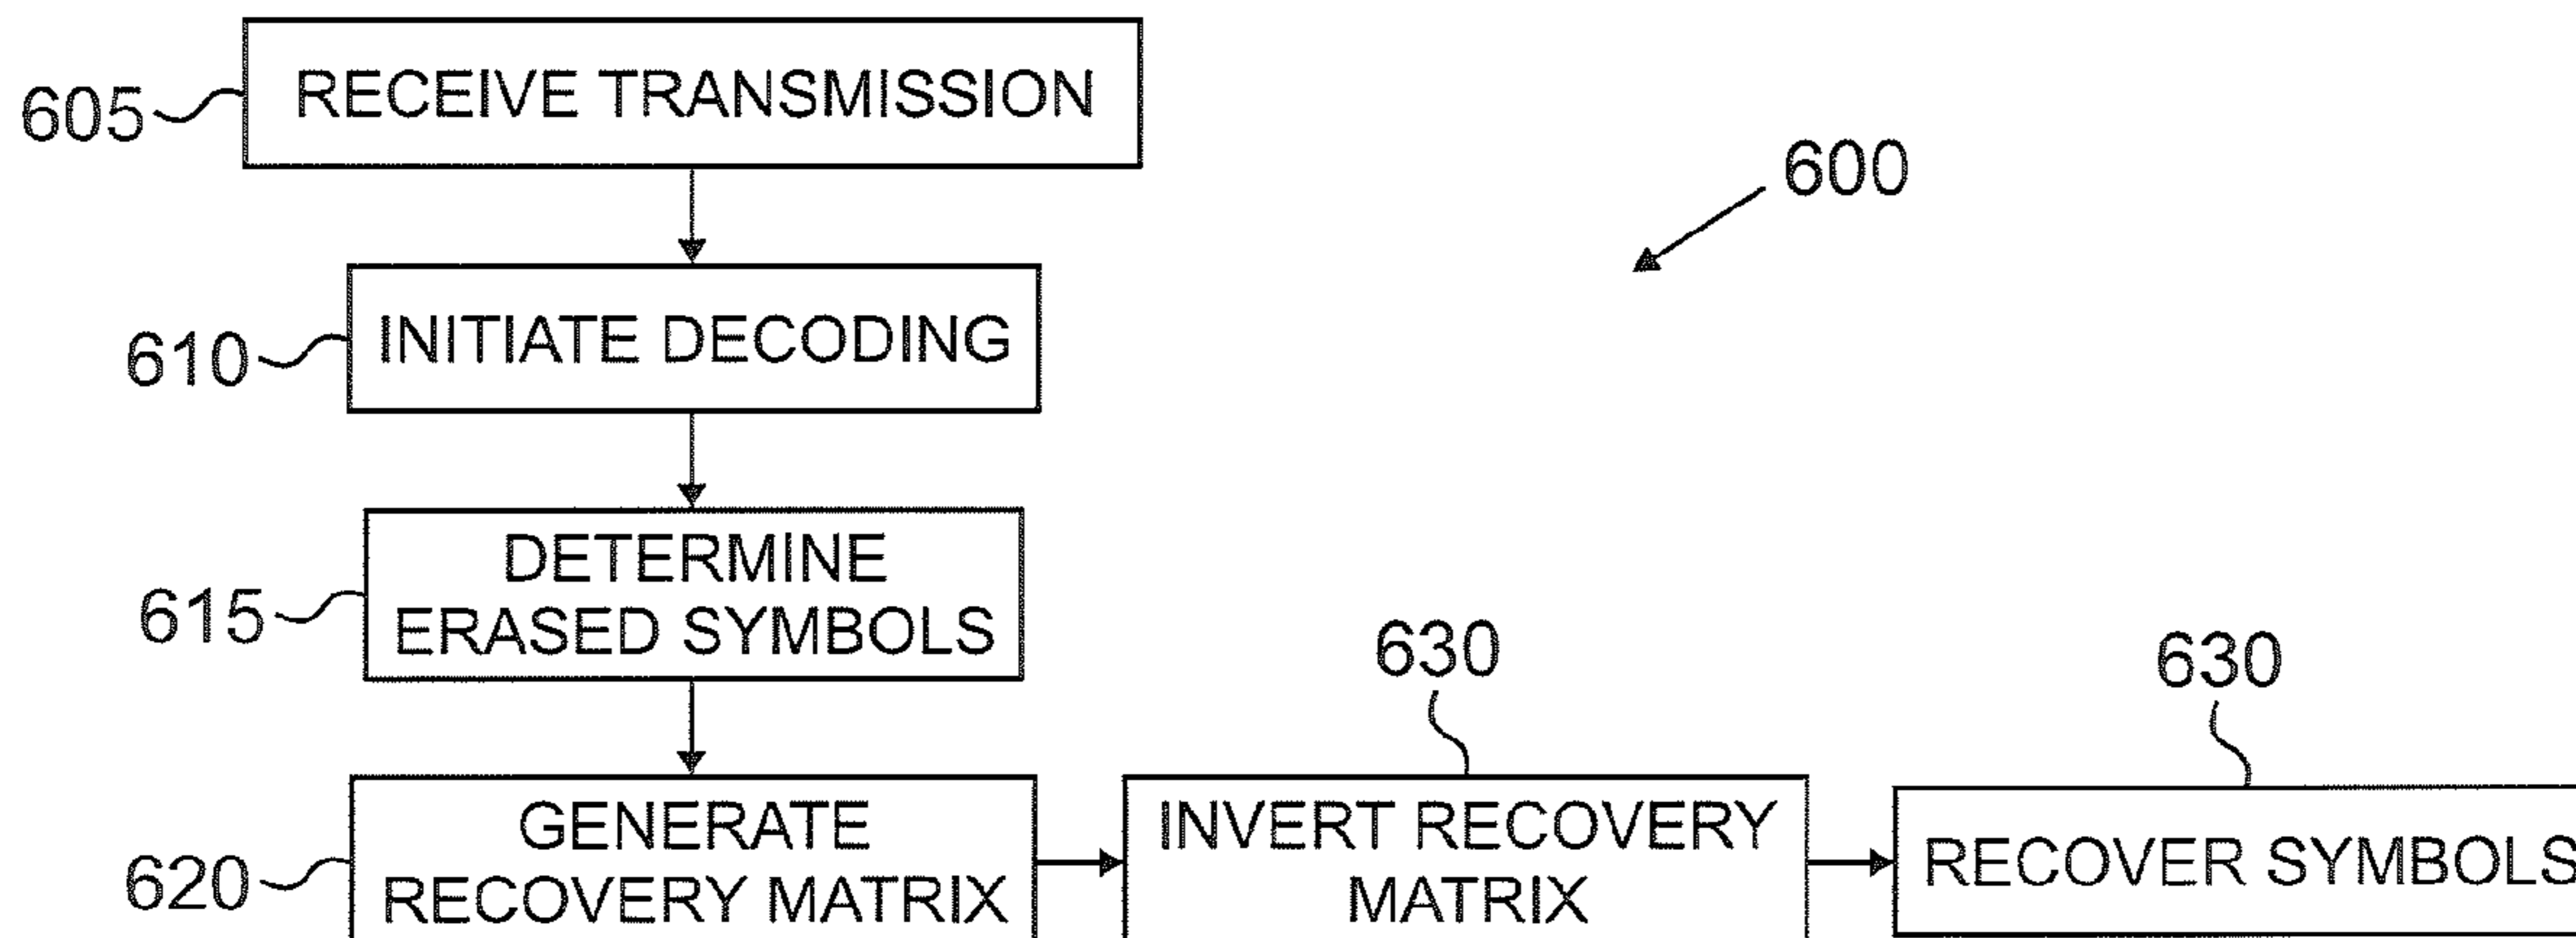 605
RECEIVE TRANSMISSION
600
610
INITIATE DECODING
615
DETERMINE
ERASED SYMBOLS
620
GENERATE
RECOVERY MATRIX
630
INVERT RECOVERY
MATRIX
630
RECOVER SYMBOLS